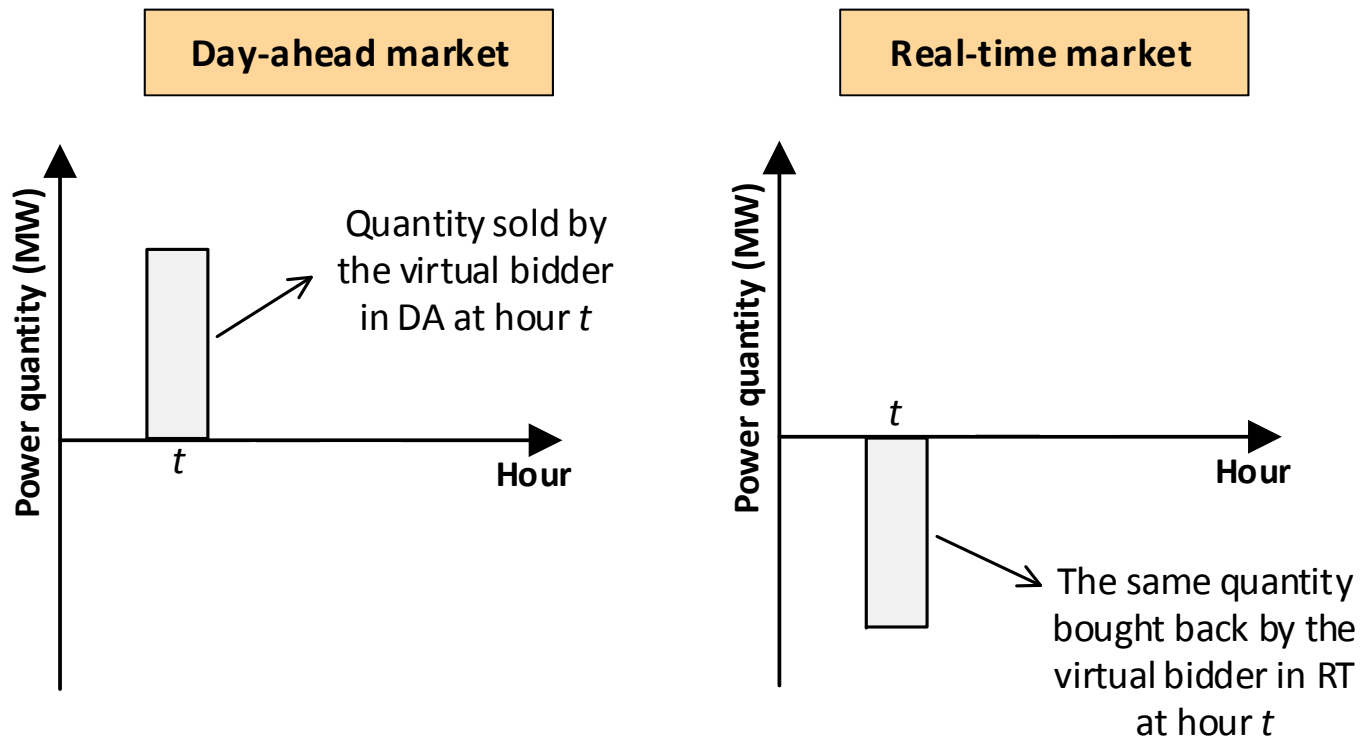 Day-ahead market
Real-time market
Power quantity (MW)
Quantity sold by
the virtual bidder
in DA at hour t
t
Hour
Power quantity (MW)
t
Hour
The same quantity
bought back by the
virtual bidder in RT
at hour t